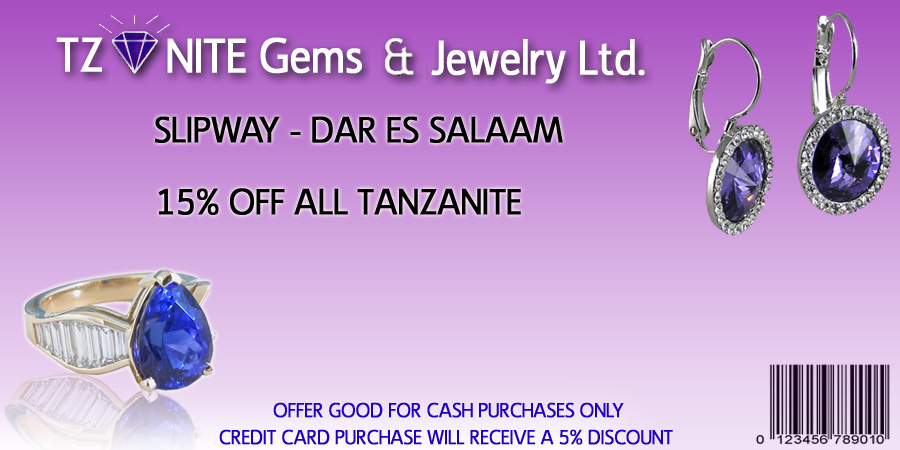 TZ NITE Gems & Jewelry Ltd.
SLIPWAY - DAR ES SALAAM
15% OFF ALL TANZANITE
OFFER GOOD FOR CASH PURCHASES ONLY
CREDIT CARD PURCHASE WILL RECEIVE A 5% DISCOUNT
0 123456 789010